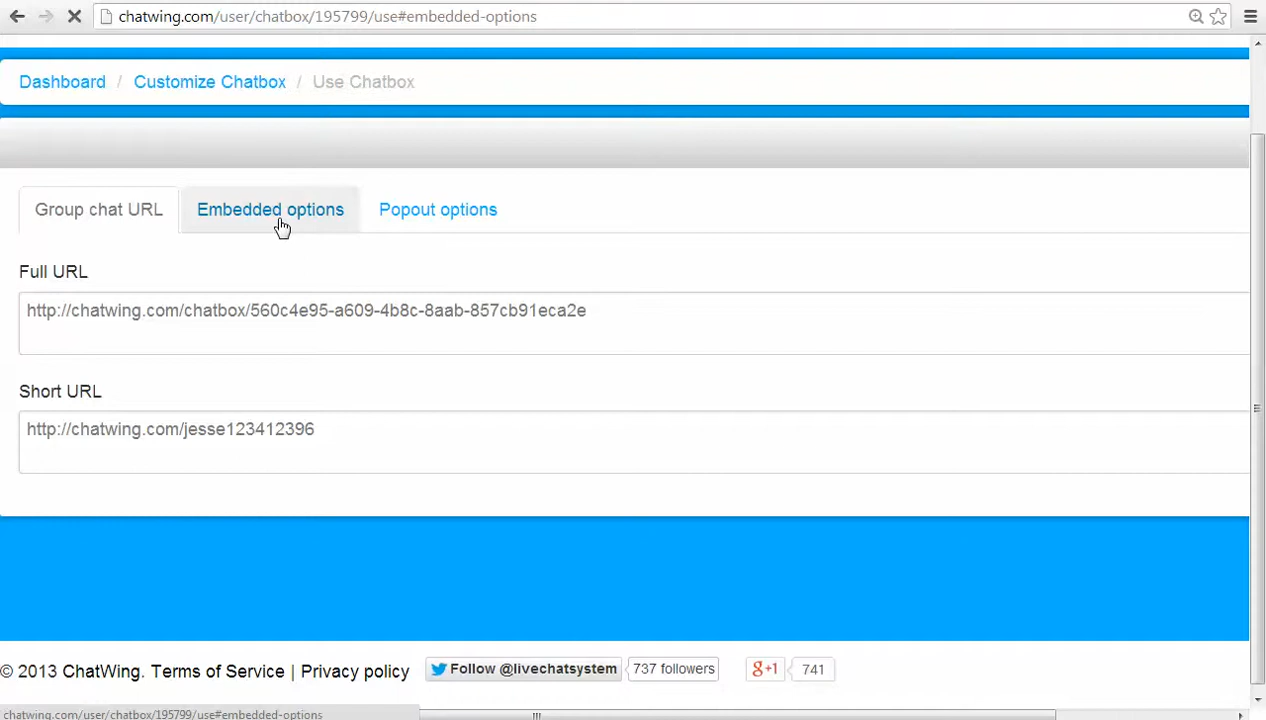 chatwing.com/user/chatbox/195799/use#embedded-options
Dashboard / Customize Chatbox / Use Chatbox
Group chat URL Embedded options Popout options
Full URL
http://chatwing.com/chatbox/560c4e95-a609-4b8c-8aab-857cb91eca2e
Short URL
http://chatwing.com/jesse123412396
© 2013 ChatWing. Terms of Service | Privacy policy Follow @livechatsystem 737 followers g+1 741
chatwing.com/user/chatbox/195799/use#embedded-options